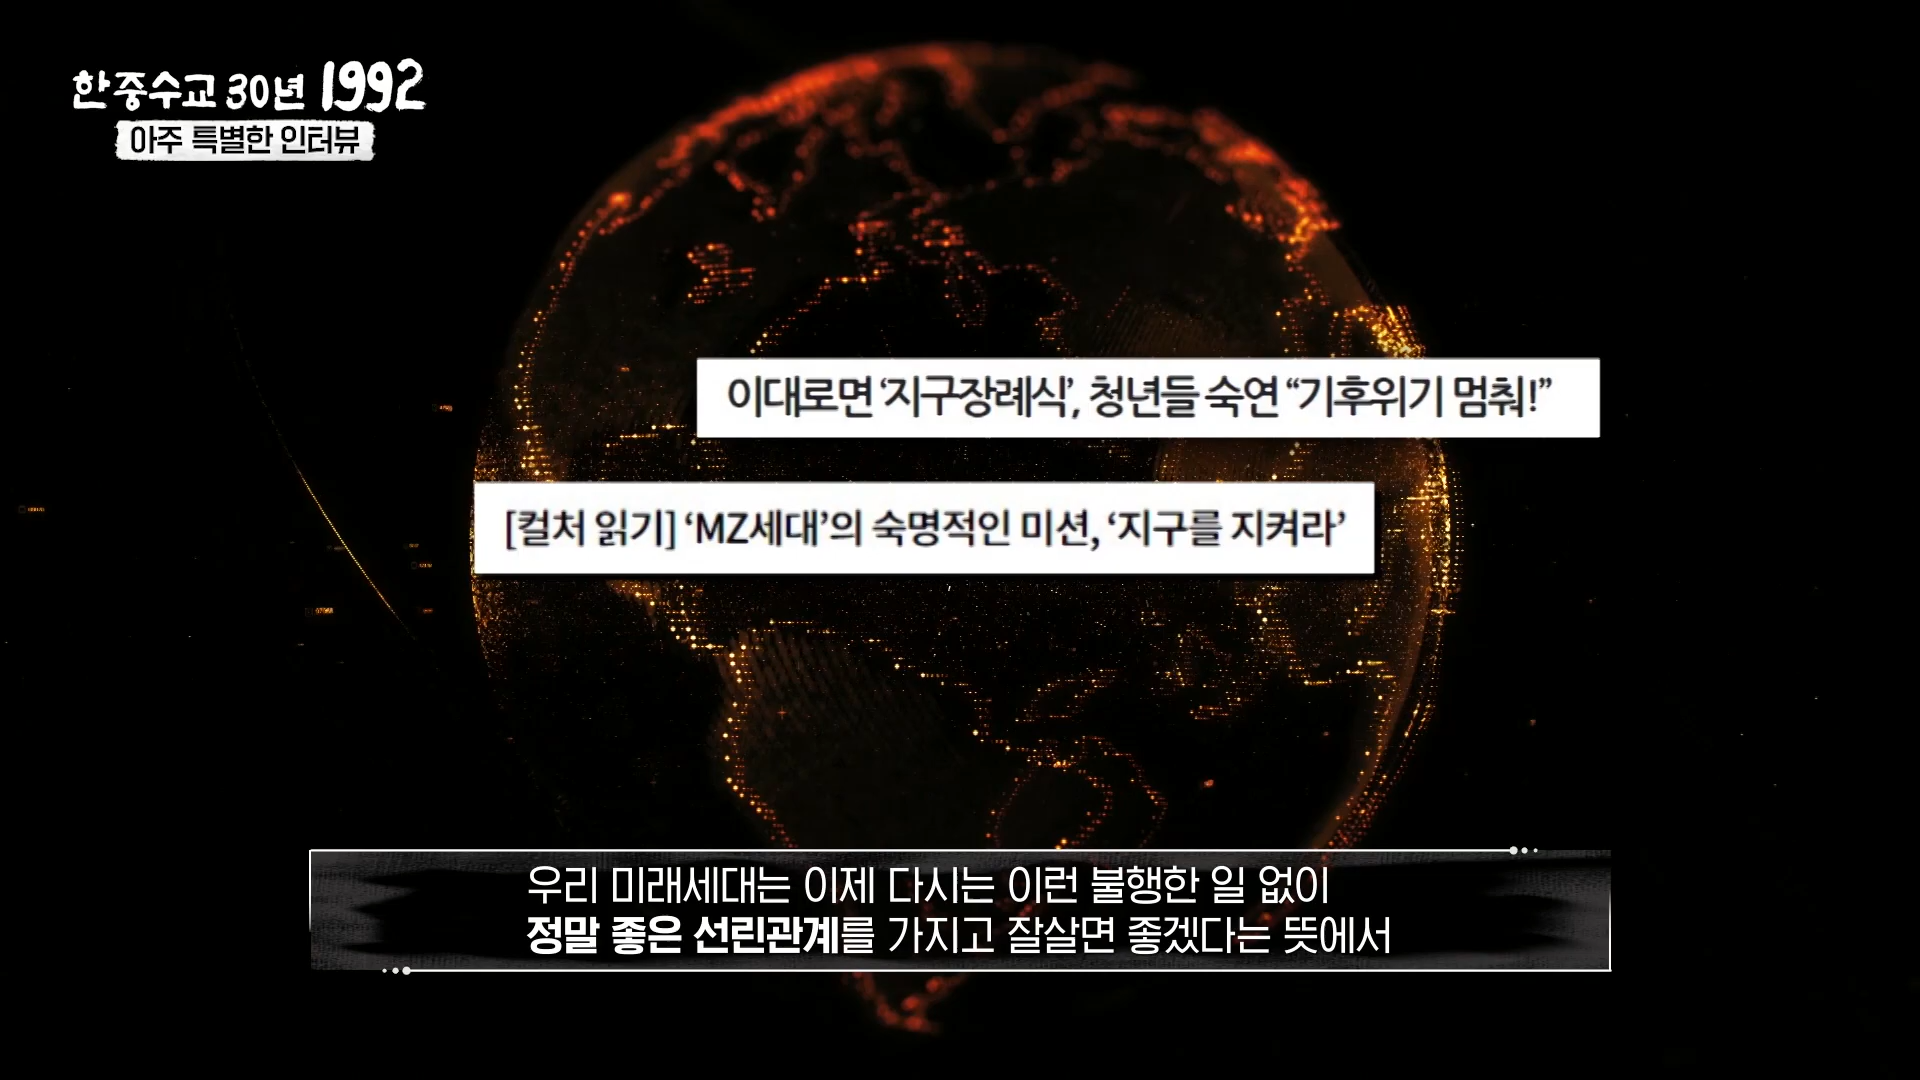 한중수교 30년 1992
아주 특별한 인터뷰
이대로면 ‘지구장례식’, 청년들 숙연 “기후위기 멈춰!”
[컬처 읽기] ‘MZ세대’의 숙명적인 미션, ‘지구를 지켜라’
우리 미래세대는 이제 다시는 이런 불행한 일 없이
정말 좋은 선린관계를 가지고 잘살면 좋겠다는 뜻에서